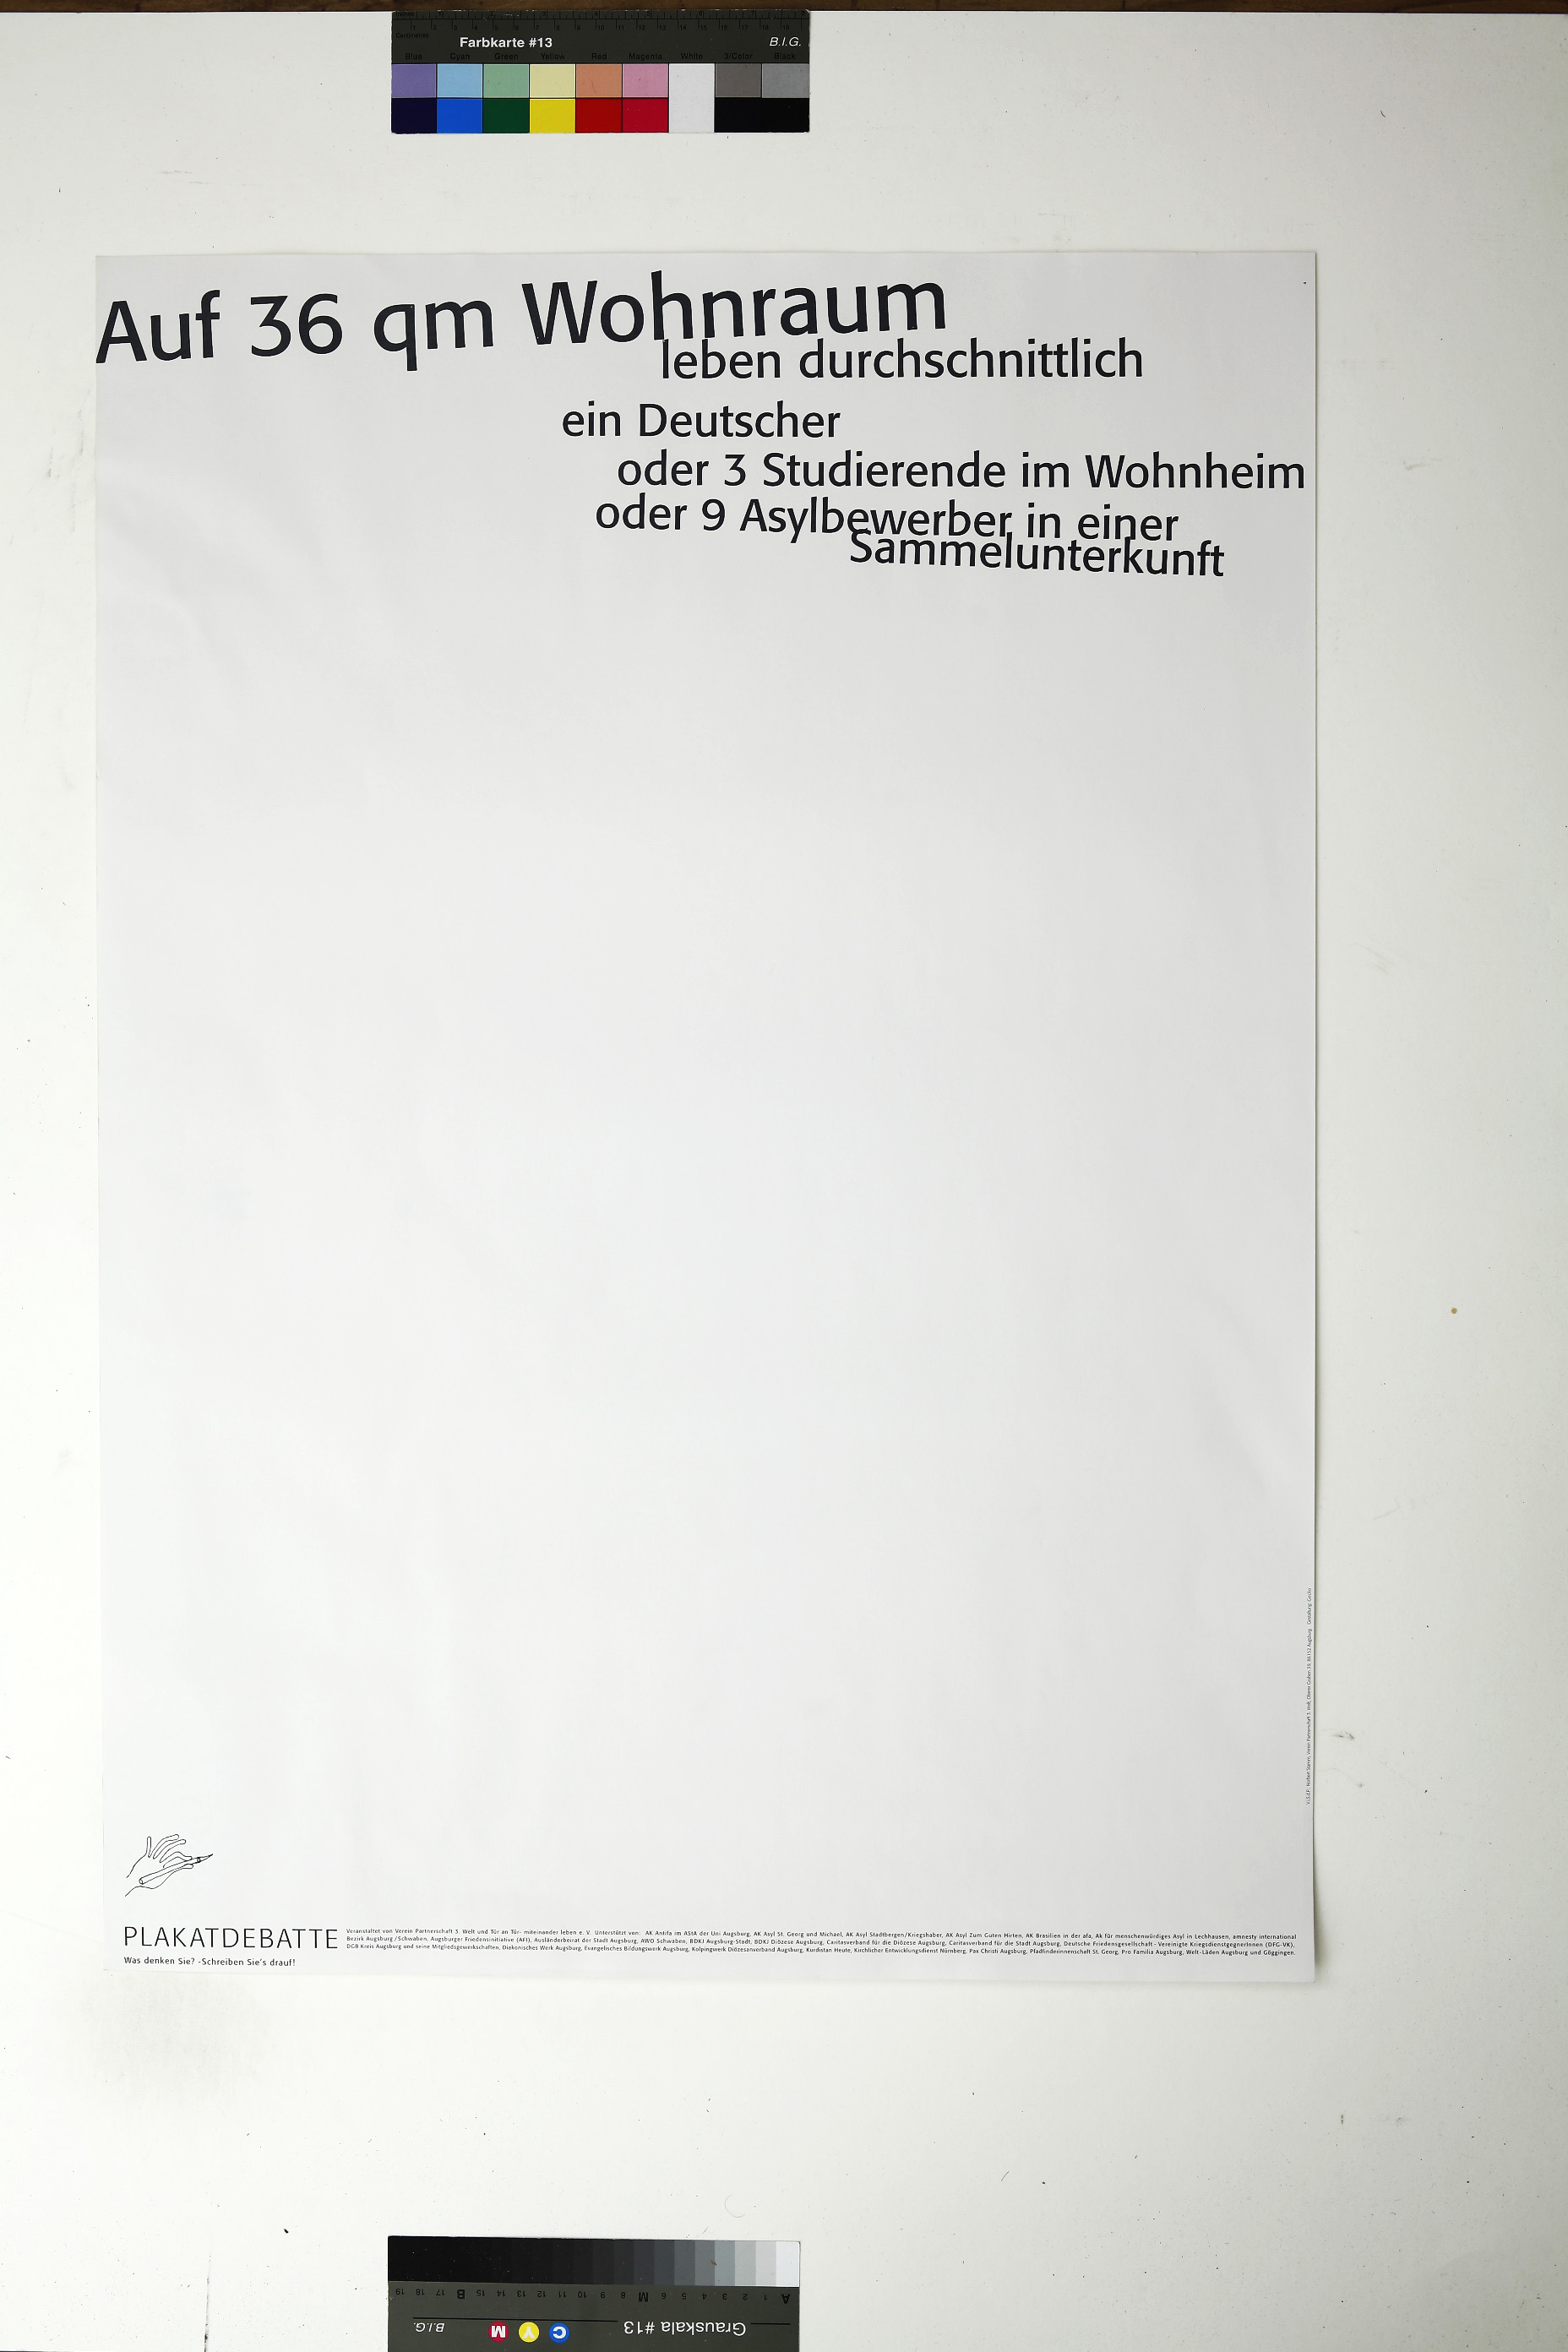 Farbkarte #13 B.I.G.
Blue Cyan Green Yellow Red Magenta White 3/Color Black
Auf 36 qm Wohnraum
leben durchschnittlich
ein Deutscher
oder 3 Studierende im Wohnheim
oder 9 Asylbewerber in einer
Sammelunterkunft
PLAKATDEBATTE
Was denken Sie? -Schreiben Sie's drauf!
Veranstaltet von Verein Partnerschaft 3. Welt und Tür an Tür- miteinander leben e. V. Unterstützt von: AK Antifa im AStA der Uni Augsburg, AK Asyl St. Georg und Michael, AK Asyl Stadtbergen/Kriegshaber, AK Asyl Zum Guten Hirten, AK Brasilien in der afa, Ak für menschenwürdiges Asyl in Lechhausen, amnesty international
Bezirk Augsburg/Schwaben, Augsburger Friedensinitiative (AFI), Ausländerbeirat der Stadt Augsburg, AWO Schwaben, BDKJ Augsburg-Stadt, BDKJ Diözese Augsburg, Caritasverband für die Diözese Augsburg, Caritasverband für die Stadt Augsburg, Deutsche Friedensgesellschaft - Vereinigte KriegsdienstgegnerInnen (DFG-VK),
DGB Kreis Augsburg und seine Mitgliedsgewerkschaften, Diakonisches Werk Augsburg, Evangelisches Bildungswerk Augsburg, Kolpingwerk Diözesanverband Augsburg, Kurdistan Heute, Kirchlicher Entwicklungsdienst Nürnberg, Pax Christi Augsburg, Pfadfinderinnenschaft St. Georg, Pro Familia Augsburg, Welt-Läden Augsburg und Göggingen.
Grauskala #13 C Y M B.I.G.
A 1 2 3 4 5 6 M 8 9 10 11 12 13 14 15 B 17 18 19